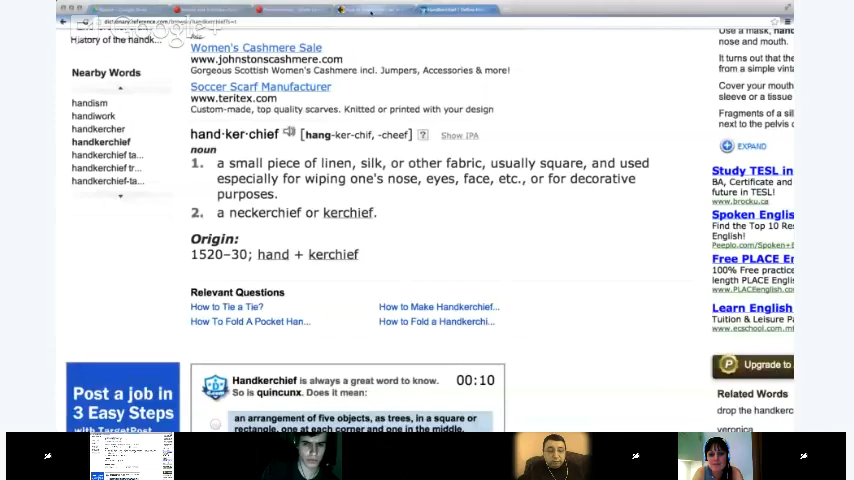 dictionary.reference.com/browse/handkerchief?s=t
Google+
History of the handk...
Nearby Words
handism
handiwork
handkercher
handkerchief
handkerchief ta...
handkerchief tr...
handkerchief-ta...
Women's Cashmere Sale
www.johnstonscashmere.com
Gorgeous Scottish Women's Cashmere incl. Jumpers, Accessories & more!
Soccer Scarf Manufacturer
www.teritex.com
Custom-made, top quality scarves. Knitted or printed with your design
hand·ker·chief [hang-ker-chif, -cheef] ? Show IPA
noun
1. a small piece of linen, silk, or other fabric, usually square, and used
especially for wiping one's nose, eyes, face, etc., or for decorative
purposes.
2. a neckerchief or kerchief.
Origin:
1520–30; hand + kerchief
Relevant Questions
How to Tie a Tie?
How to Make Handkerchief...
How To Fold A Pocket Han...
How to Fold a Handkerchi...
Post a job in
3 Easy Steps
with TargetPost
Handkerchief is always a great word to know.
So is quincunx. Does it mean:
00:10
an arrangement of five objects, as trees, in a square or
rectangle, one at each corner and one in the middle.
Use a mask, hand
nose and mouth.
It turns out that the
from a simple vinta
Cover your mouth
sleeve or a tissue
Fragments of a sil
next to the pelvis o
EXPAND
Study TESL in
BA, Certificate and
future in TESL!
www.brocku.ca
Spoken Englis
Find the Top 10 Res
English!
Peeplo.com/Spoken+E
Free PLACE En
100% Free practice
length PLACE Englis
www.PLACEenglish.co
Learn English
Tuition & Leisure Pa
www.ecschool.com.mt
Upgrade to
Related Words
drop the handkerc
veronica